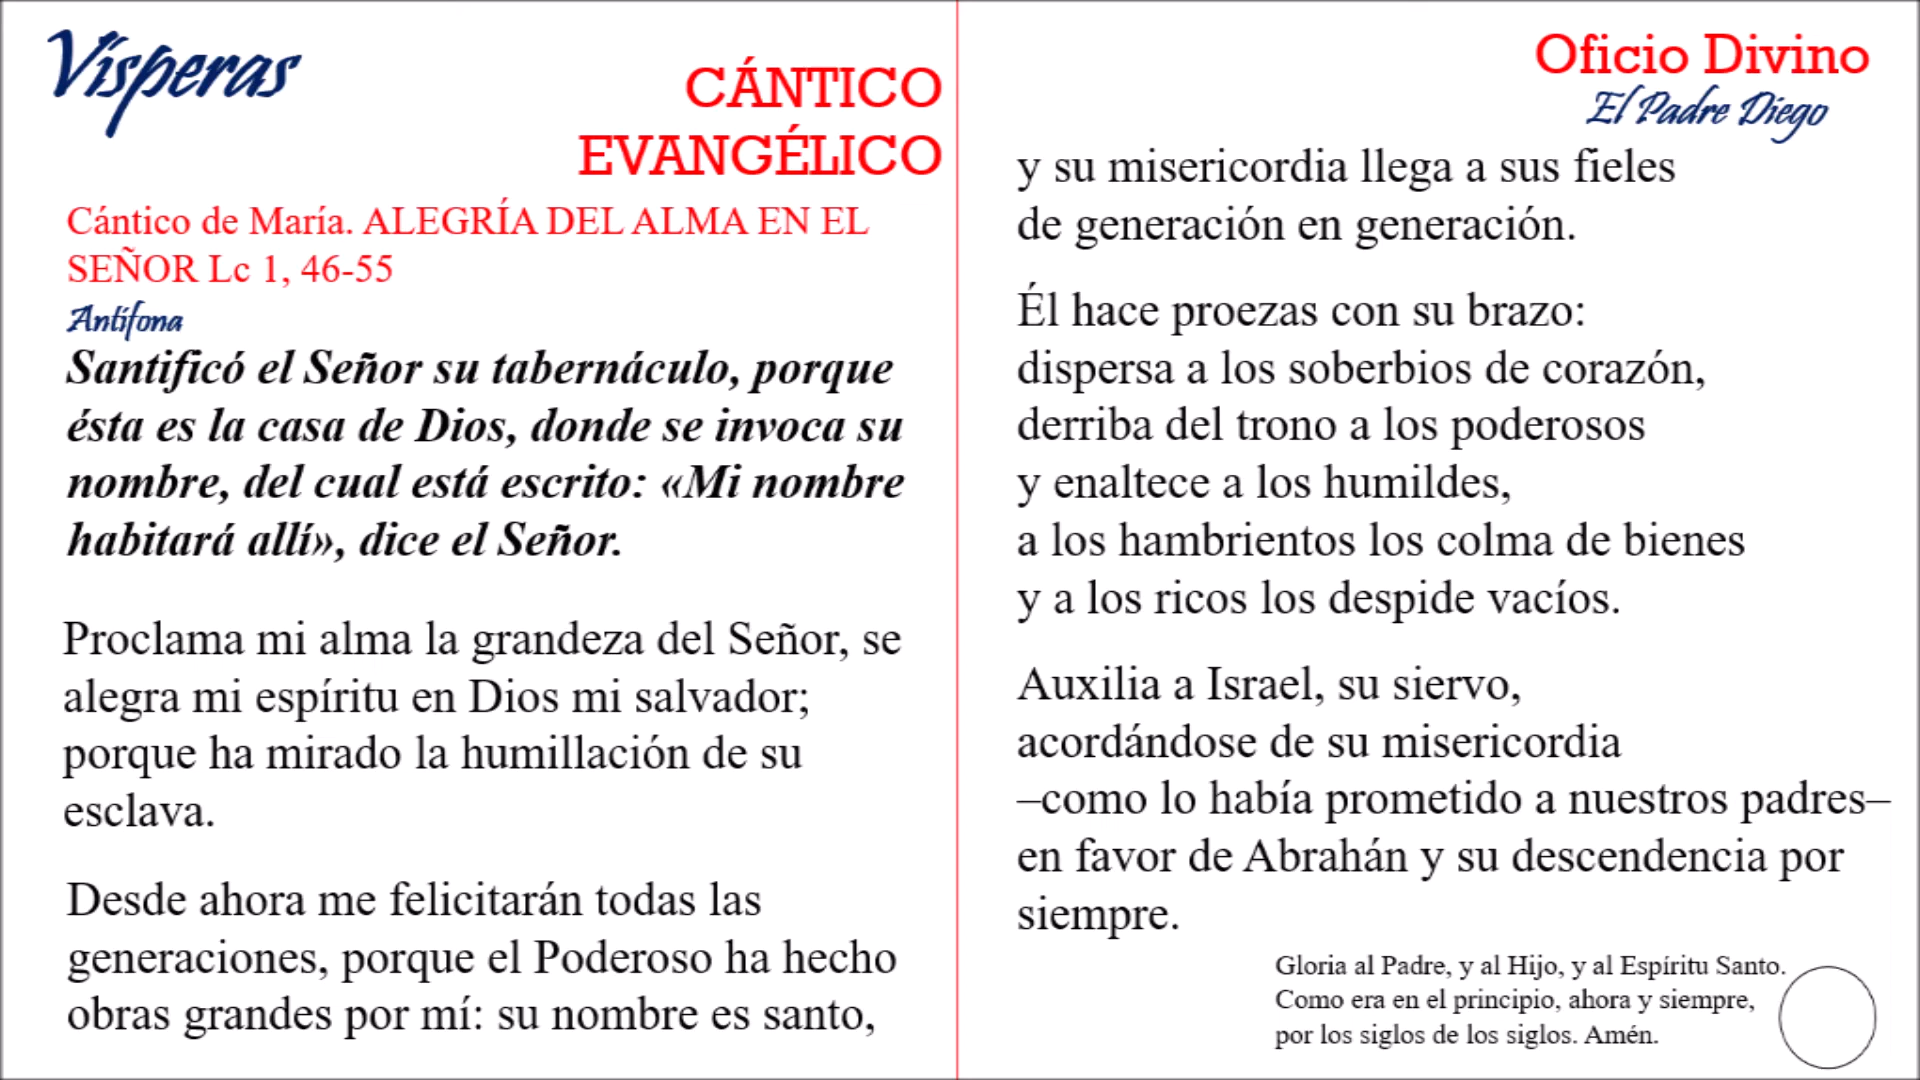 Vísperas
CÁNTICO
EVANGÉLICO
Cántico de María. ALEGRÍA DEL ALMA EN EL
SEÑOR Lc 1, 46-55
Antífona
Santificó el Señor su tabernáculo, porque
ésta es la casa de Dios, donde se invoca su
nombre, del cual está escrito: «Mi nombre
habitará allí», dice el Señor.
Proclama mi alma la grandeza del Señor, se
alegra mi espíritu en Dios mi salvador;
porque ha mirado la humillación de su
esclava.
Desde ahora me felicitarán todas las
generaciones, porque el Poderoso ha hecho
obras grandes por mí: su nombre es santo,
Oficio Divino
El Padre Diego
y su misericordia llega a sus fieles
de generación en generación.
Él hace proezas con su brazo:
dispersa a los soberbios de corazón,
derriba del trono a los poderosos
y enaltece a los humildes,
a los hambrientos los colma de bienes
y a los ricos los despide vacíos.
Auxilia a Israel, su siervo,
acordándose de su misericordia
–como lo había prometido a nuestros padres–
en favor de Abrahán y su descendencia por
siempre.
Gloria al Padre, y al Hijo, y al Espíritu Santo.
Como era en el principio, ahora y siempre,
por los siglos de los siglos. Amén.